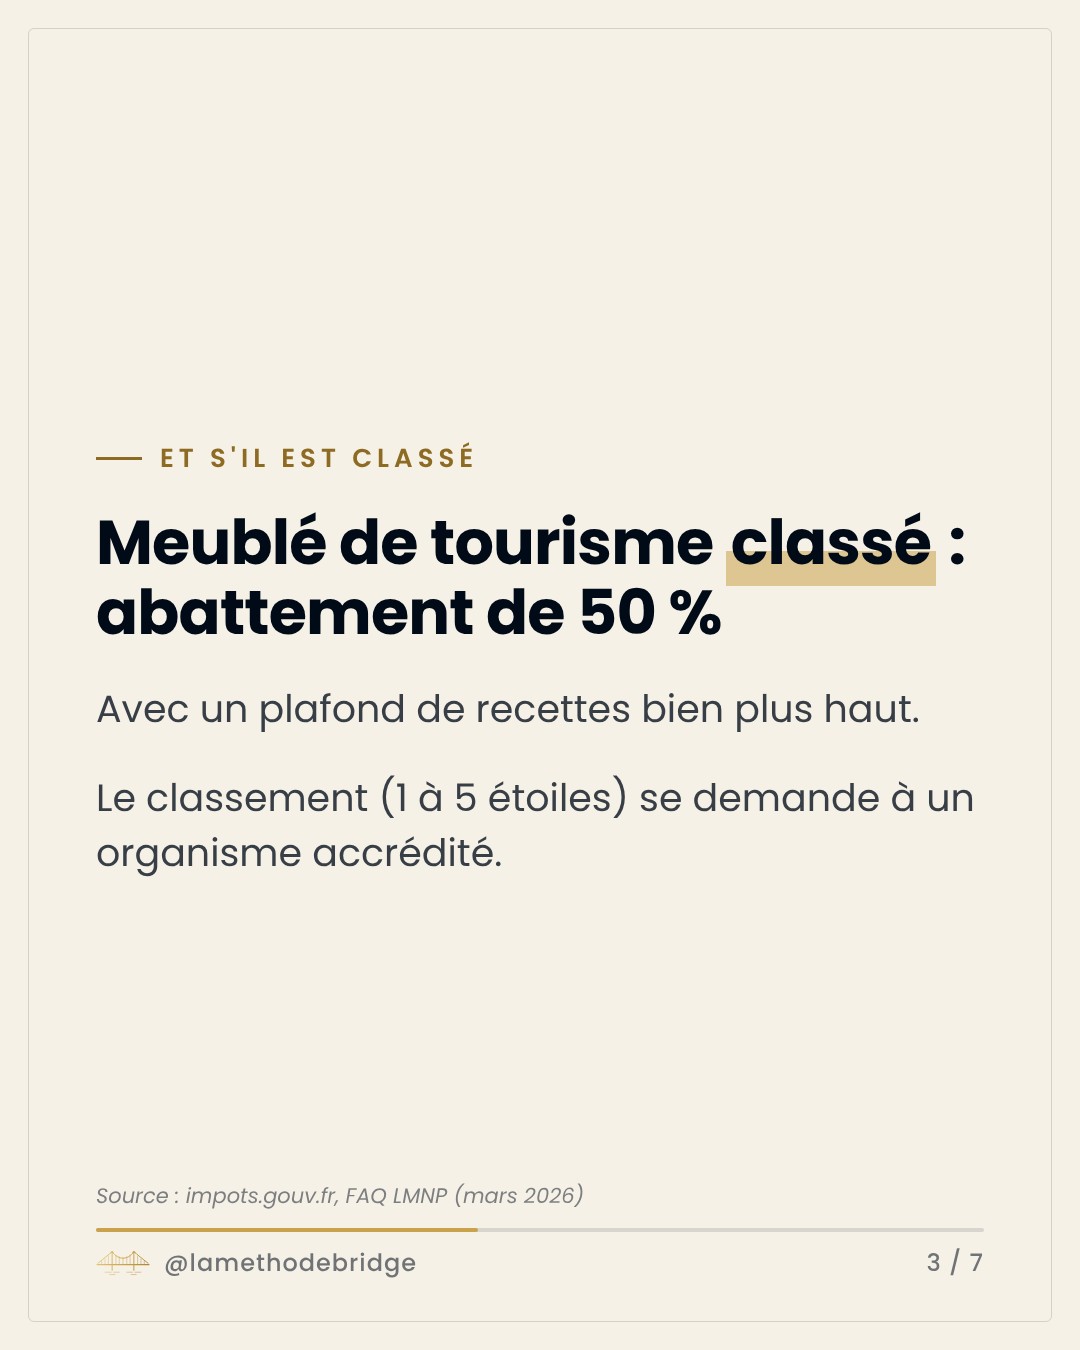 ET S'IL EST CLASSÉ
Meublé de tourisme classé :
abattement de 50 %
Avec un plafond de recettes bien plus haut.
Le classement (1 à 5 étoiles) se demande à un
organisme accrédité.
Source : impots.gouv.fr, FAQ LMNP (mars 2026)
@lamethodebridge
3 / 7